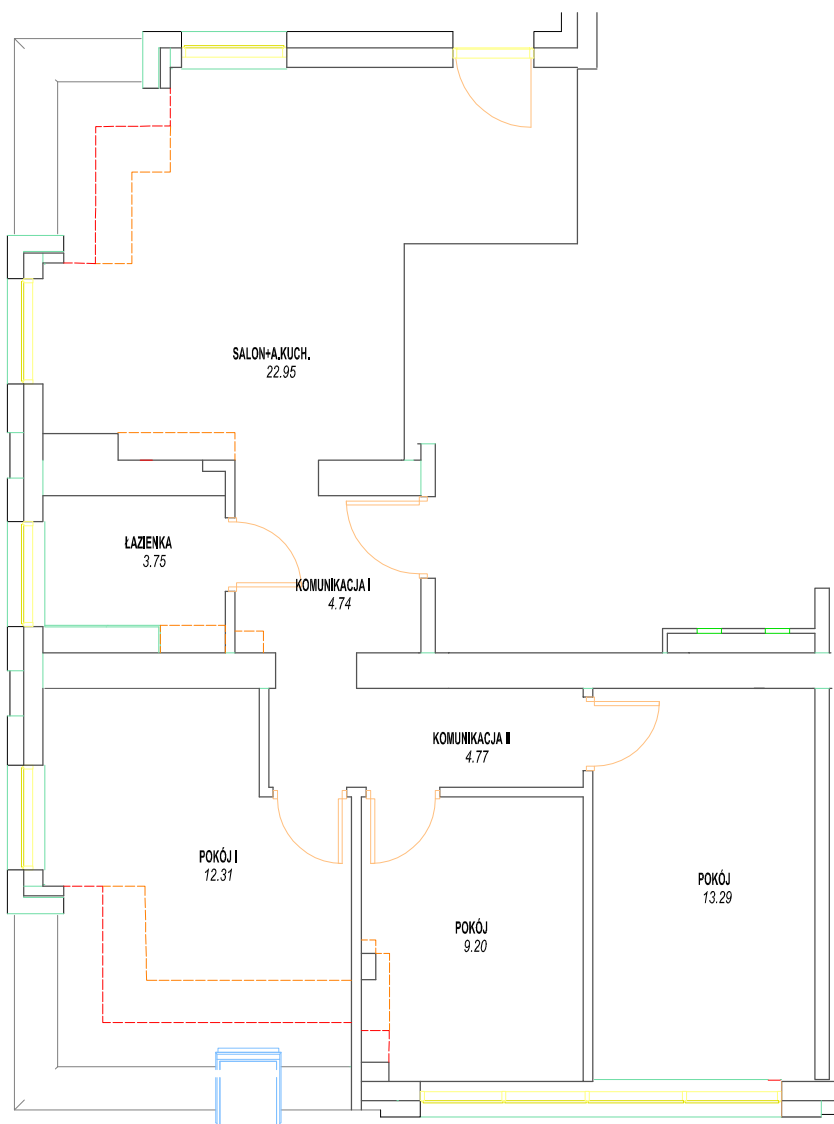 SALON+A.KUCH.
22.95
ŁAZIENKA
3.75
KOMUNIKACJA I
4.74
KOMUNIKACJA II
4.77
POKÓJ I
12.31
POKÓJ
9.20
POKÓJ
13.29